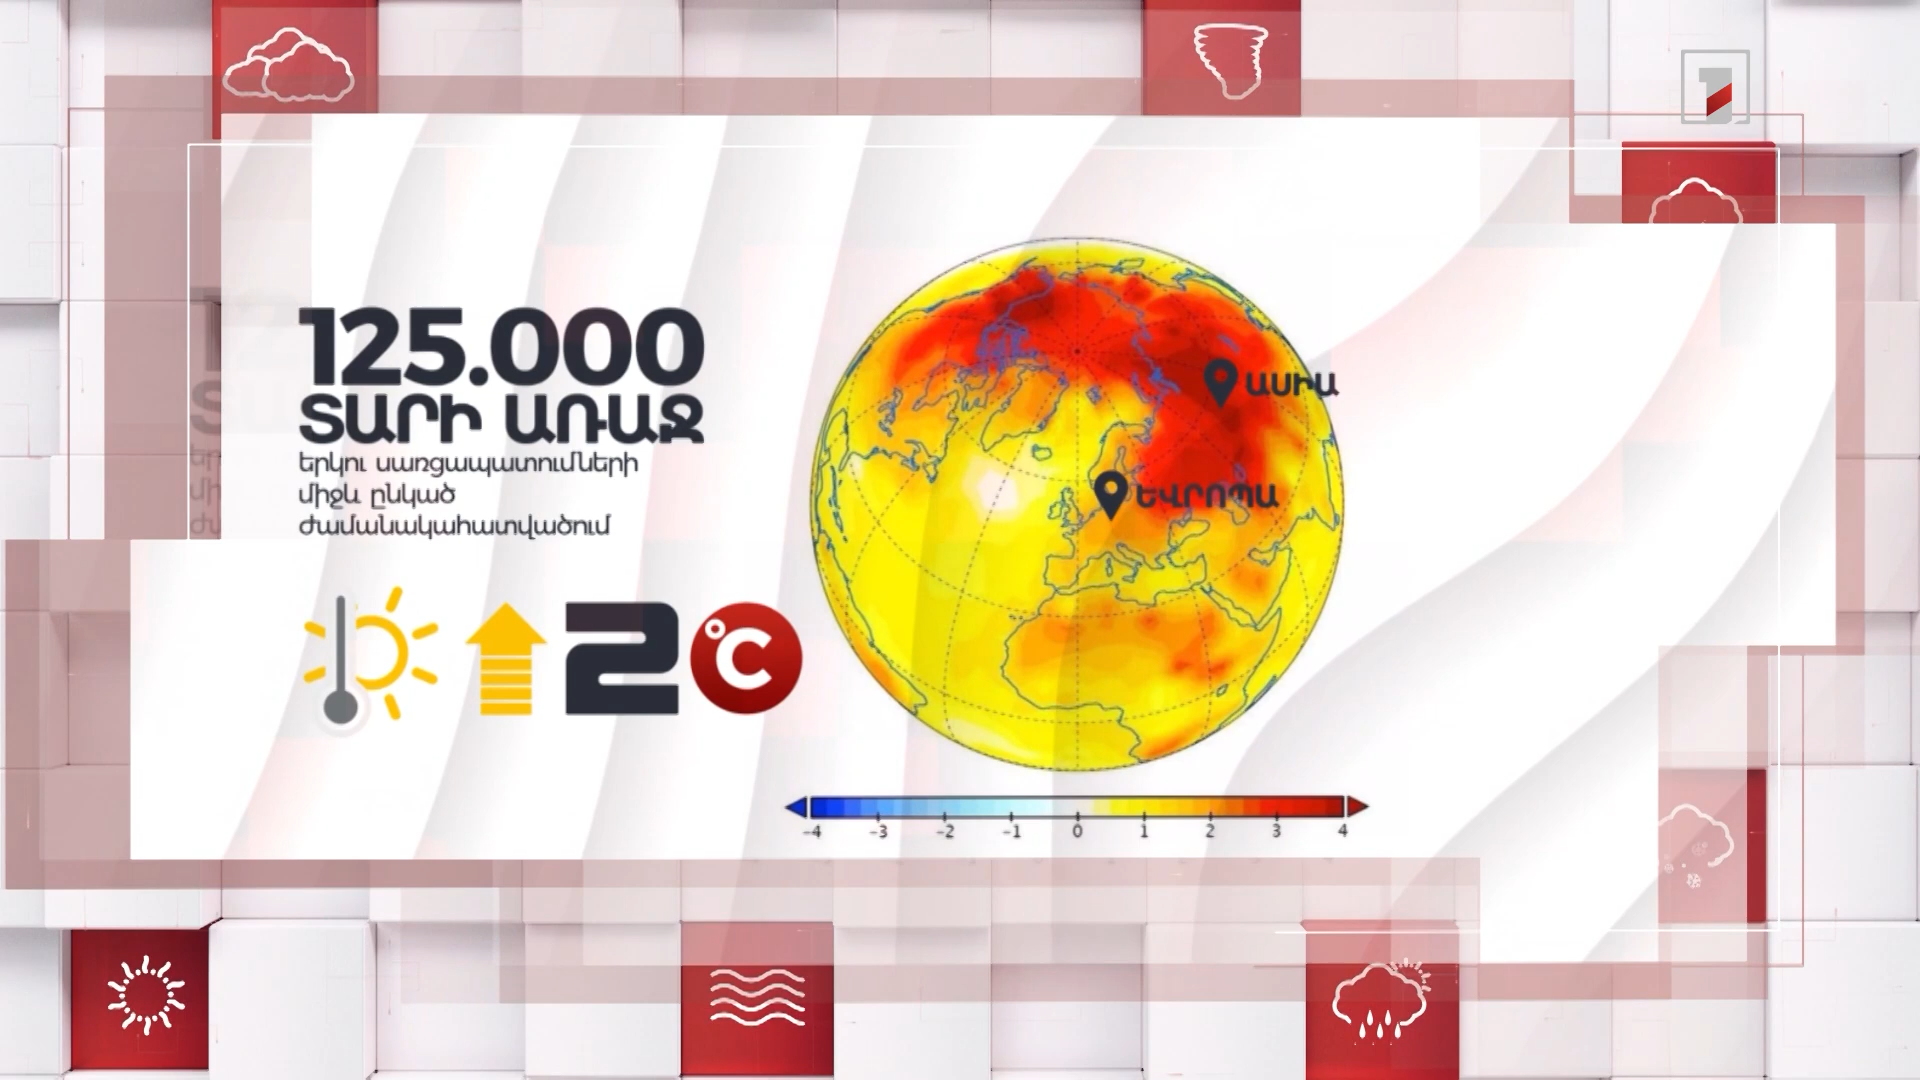 125.000
ՏԱՐԻ ԱՌԱՋ
երկու սառցապատումների
միջև ընկած
ժամանակահատվածում
2 °C
ԱՍԻԱ
ԵՎՐՈՊԱ
-4 -3 -2 -1 0 1 2 3 4
1